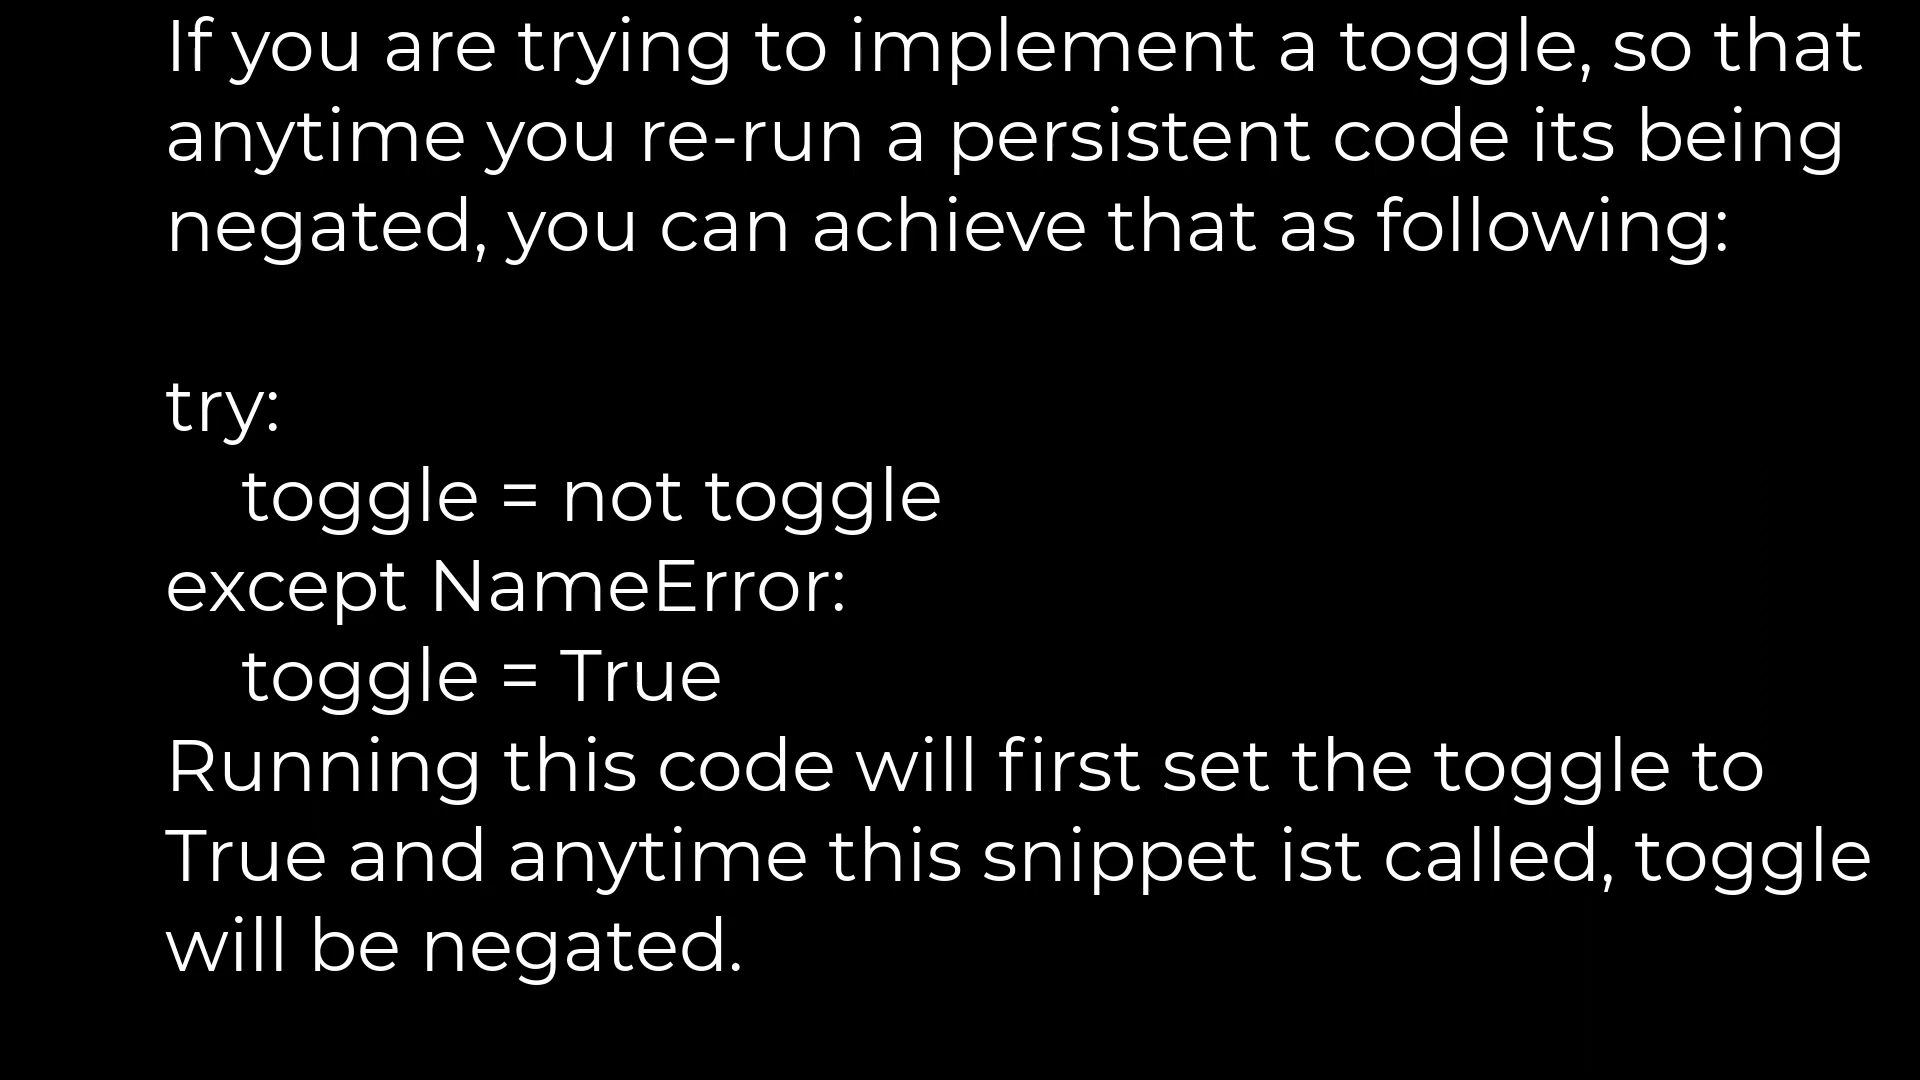 If you are trying to implement a toggle, so that
anytime you re-run a persistent code its being
negated, you can achieve that as following:
try:
    toggle = not toggle
except NameError:
    toggle = True
Running this code will first set the toggle to
True and anytime this snippet ist called, toggle
will be negated.